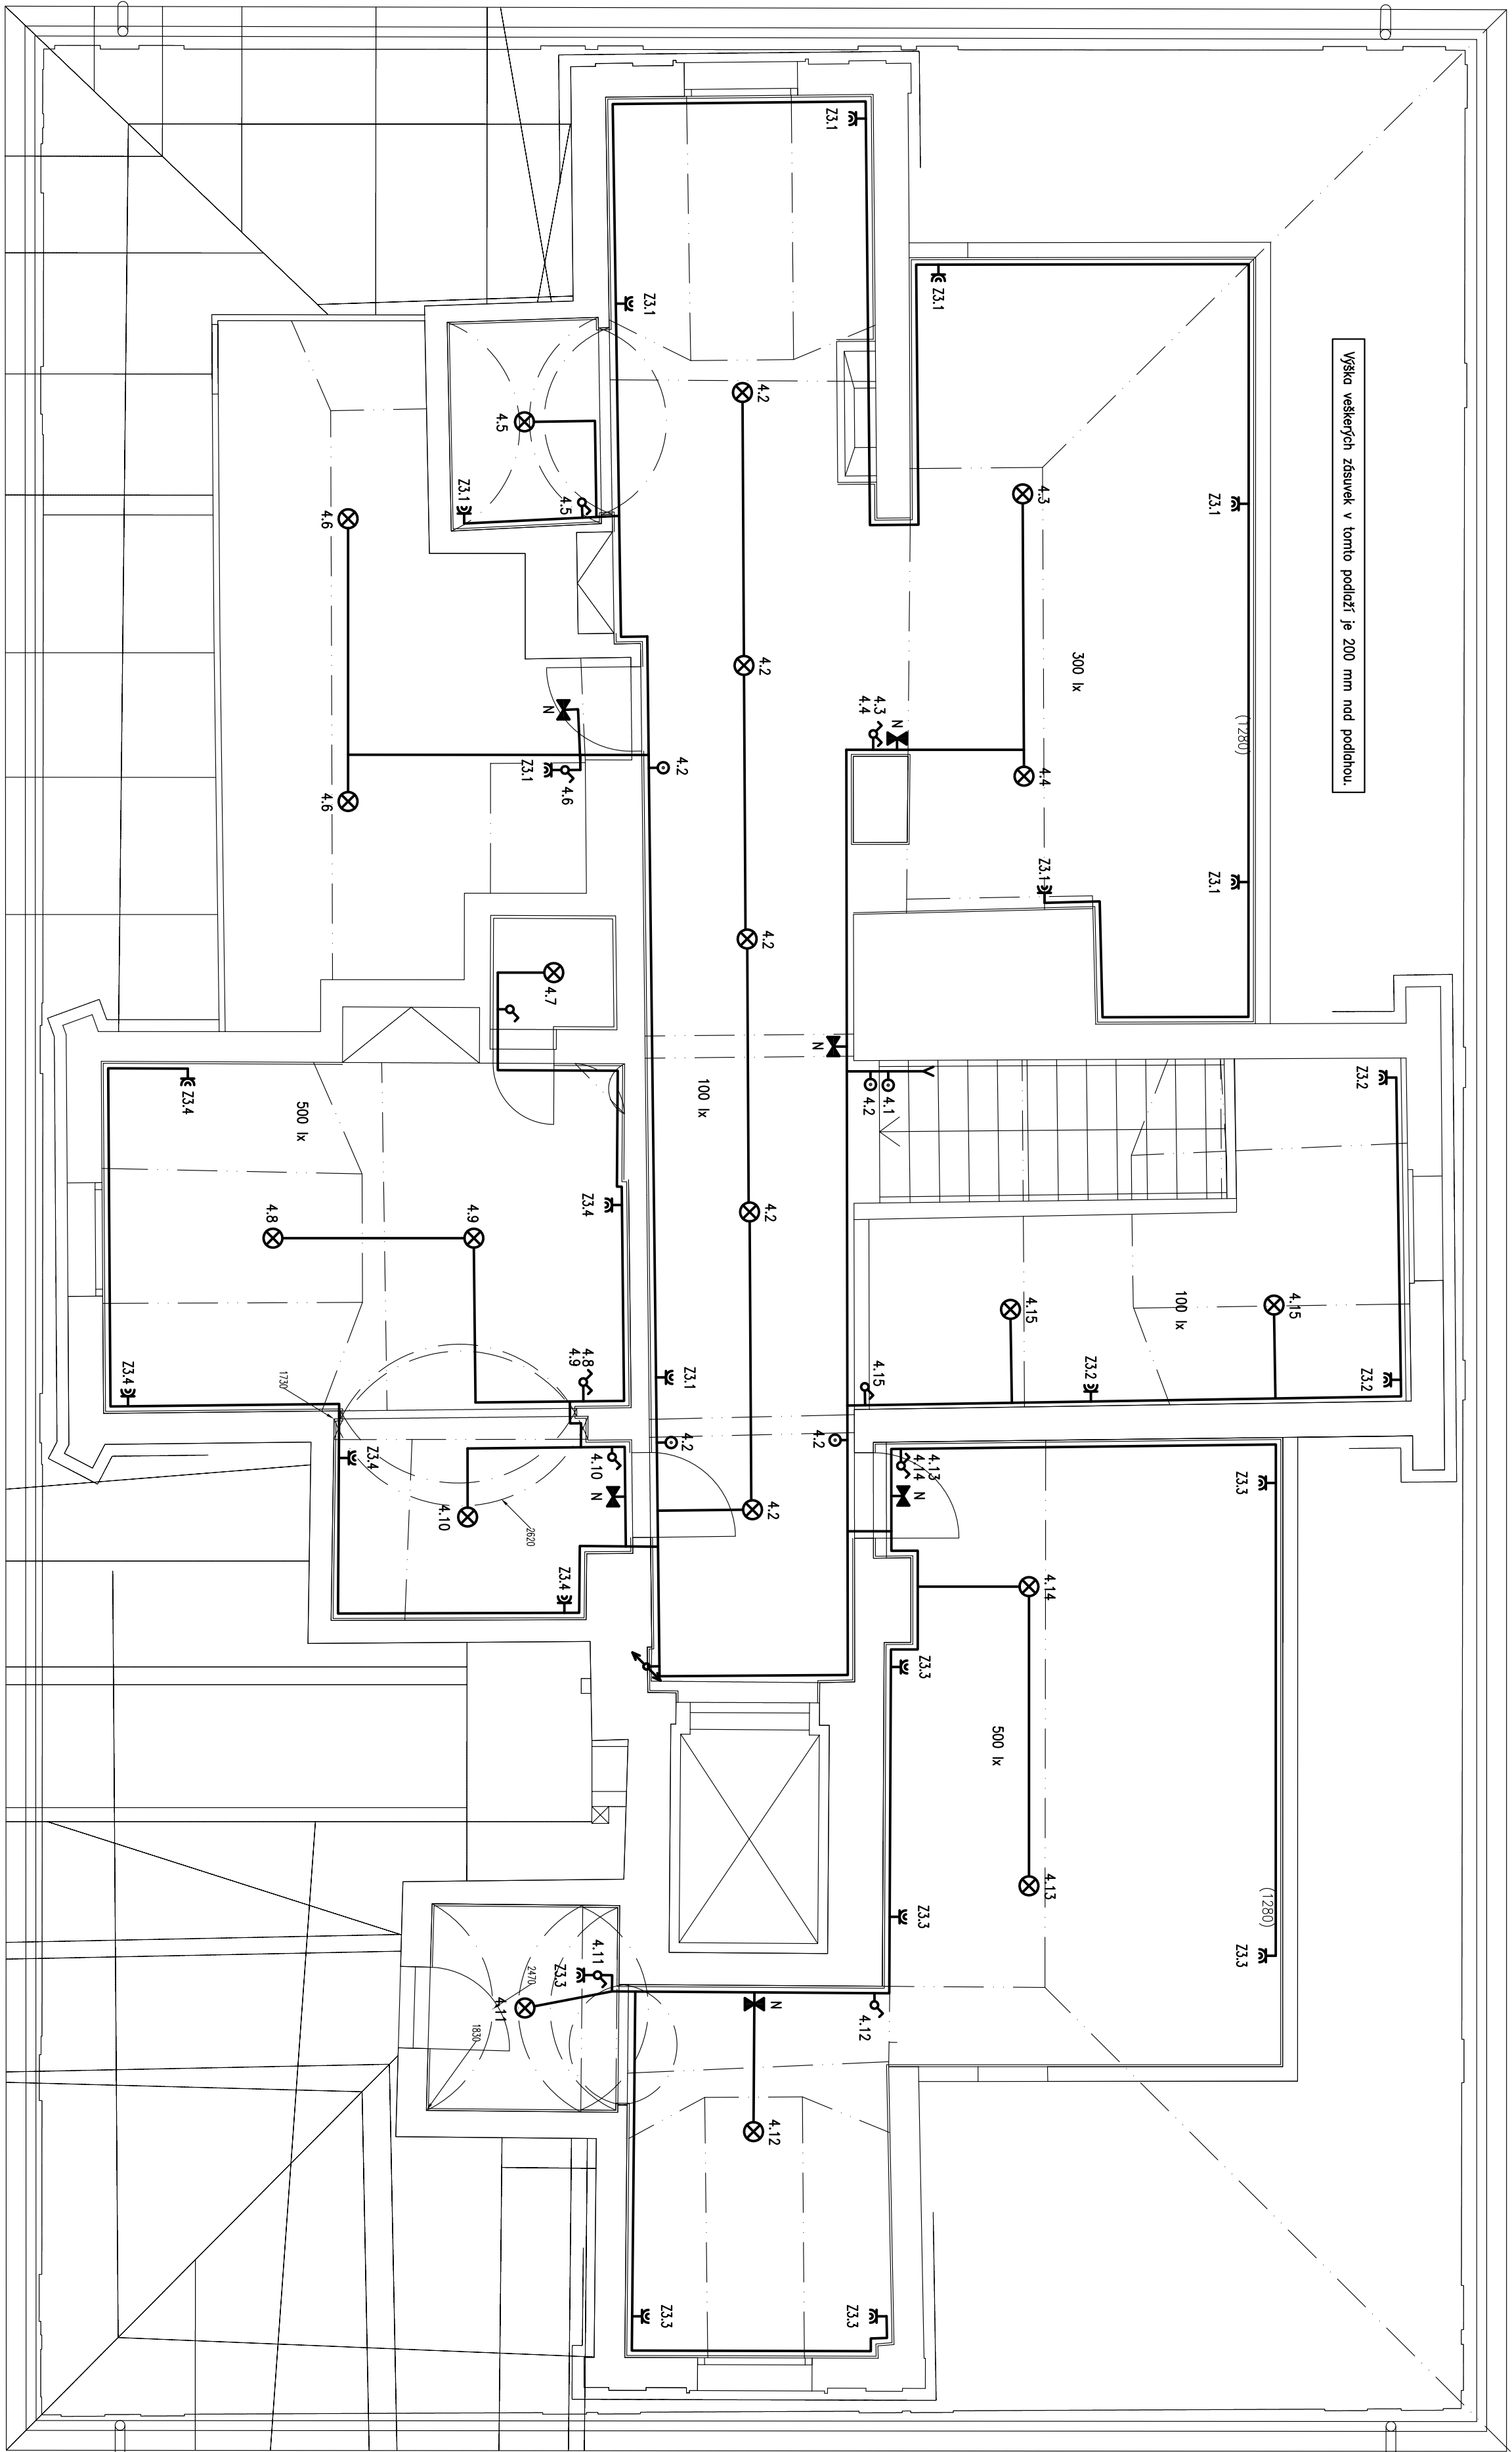 Z3.2
Z3.2
Výška veškerých zásuvek v tomto podlaží je 200 mm nad podlahou.
4.15
(1280)
(1280)
Z3.3
Z3.3
Z3.1
Z3.1
100 lx
Z3.2
300 lx
4.14
4.13
4.3
4.4
Z3.1
4.15
500 lx
Z3.1
4.13
4.14
N
Z3.3
Z3.3
N
4.3
4.4
4.1
4.2
4.15
4.12
Z3.3
Z3.1
N
4.2
N
4.12
4.2
4.2
4.2
4.2
4.2
100 lx
Z3.1
4.2
4.2
Z3.3
Z3.1
4.10
N
4.11
Z3.4
4.8
4.9
4.5
4.6
Z3.4
Z3.3
N
4.7
2620
2470
Z3.1
4.5
4.11
1830
4.9
Z3.1
4.10
Z3.4
4.6
4.6
500 lx
1730
4.8
Z3.4
Z3.4